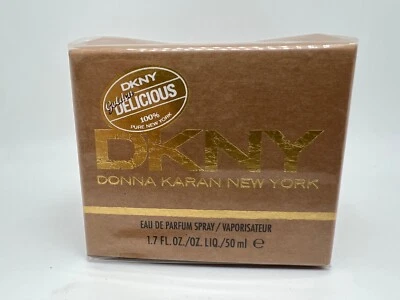 DKNY
Golden
DELICIOUS
100%
PURE NEW YORK
DKNY
DONNA KARAN NEW YORK
EAU DE PARFUM SPRAY / VAPORISATEUR
1.7 FL.OZ./OZ. LIQ./50 ml ℮